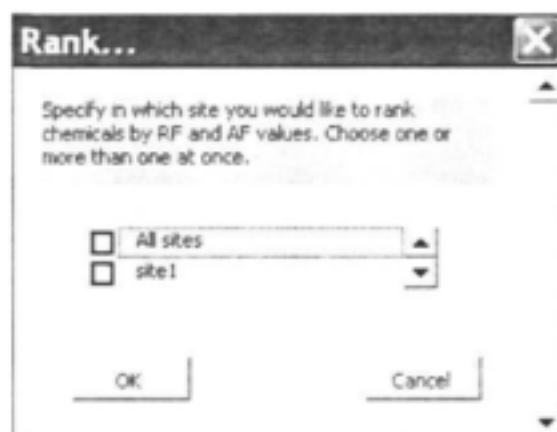 Rank...
Specify in which site you would like to rank
chemicals by RF and AF values. Choose one or
more than one at once.
All sites
site1
OK Cancel